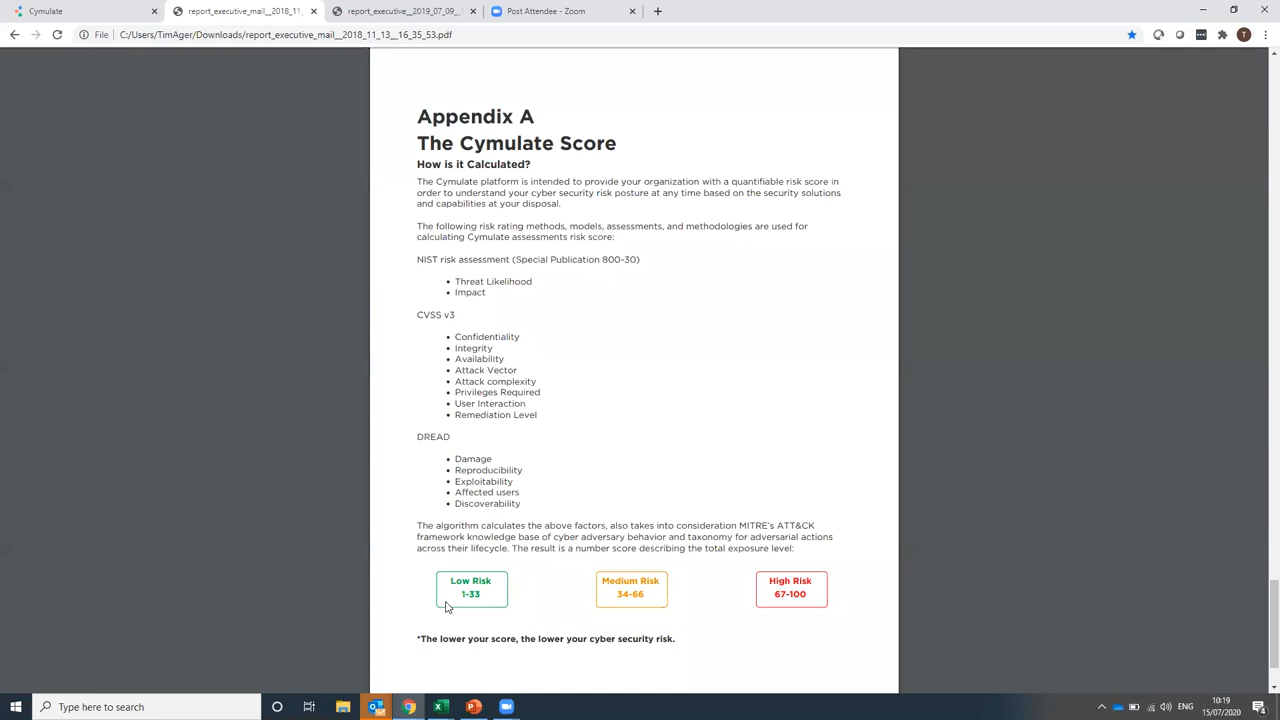 Cymulate
report_executive_mail__2018_11_
report_executive__2019_07_09__1
Post Attendee - Zoom
File
C:/Users/TimAger/Downloads/report_executive_mail__2018_11_13__16_35_53.pdf
T
Appendix A
The Cymulate Score
How is it Calculated?
The Cymulate platform is intended to provide your organization with a quantifiable risk score in
order to understand your cyber security risk posture at any time based on the security solutions
and capabilities at your disposal.
The following risk rating methods, models, assessments, and methodologies are used for
calculating Cymulate assessments risk score:
NIST risk assessment (Special Publication 800-30)
• Threat Likelihood
• Impact
CVSS v3
• Confidentiality
• Integrity
• Availability
• Attack Vector
• Attack complexity
• Privileges Required
• User Interaction
• Remediation Level
DREAD
• Damage
• Reproducibility
• Exploitability
• Affected users
• Discoverability
The algorithm calculates the above factors, also takes into consideration MITRE's ATT&CK
framework knowledge base of cyber adversary behavior and taxonomy for adversarial actions
across their lifecycle. The result is a number score describing the total exposure level:
Low Risk
1-33
Medium Risk
34-66
High Risk
67-100
*The lower your score, the lower your cyber security risk.
Type here to search
ENG
10:19
15/07/2020
4